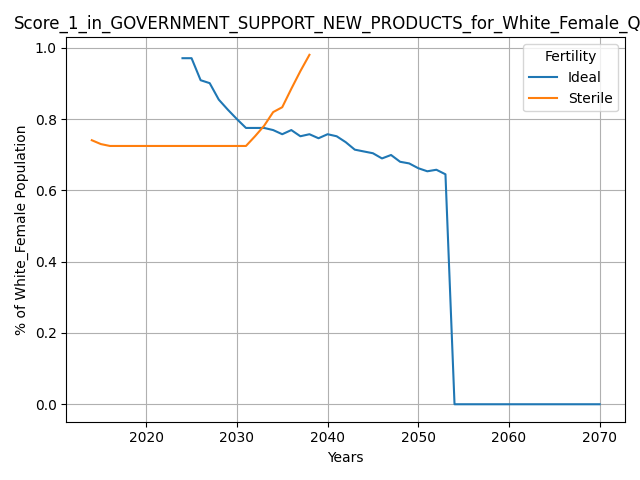 Score_1_in_GOVERNMENT_SUPPORT_NEW_PRODUCTS_for_White_Female_Q
Fertility
Ideal
Sterile
% of White_Female Population
1.0
0.8
0.6
0.4
0.2
0.0
2020 2030 2040 2050 2060 2070
Years